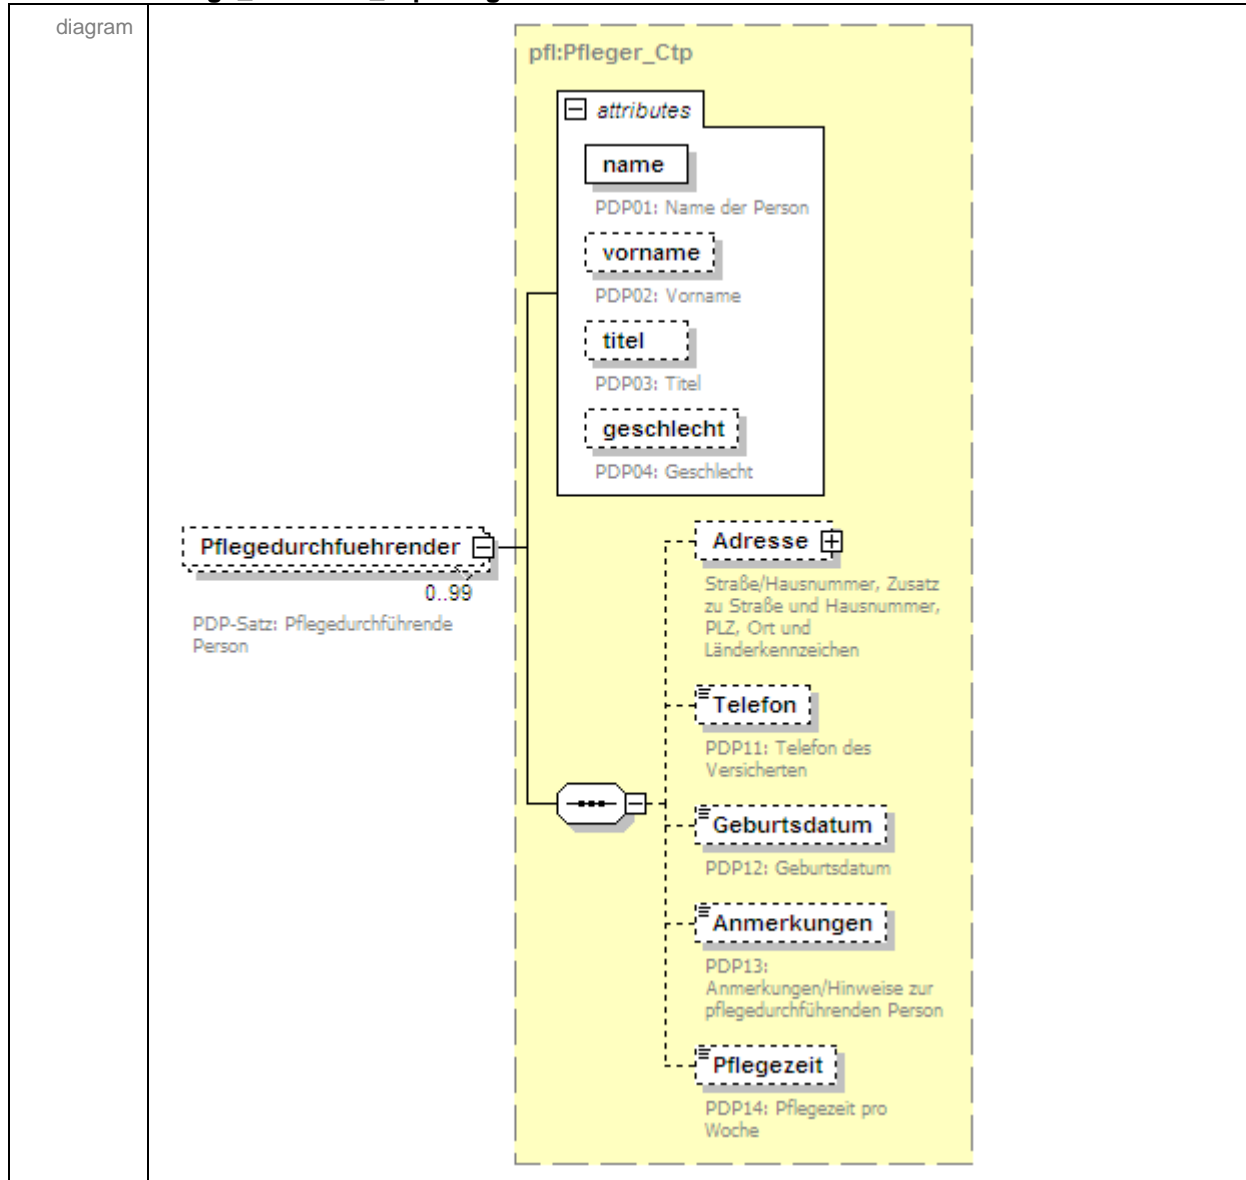 diagram
pfl:Pfleger_Ctp
attributes
name
PDP01: Name der Person
vorname
PDP02: Vorname
titel
PDP03: Titel
geschlecht
PDP04: Geschlecht
Pflegedurchfuehrender
0..99
PDP-Satz: Pflegedurchführende
Person
Adresse
Straße/Hausnummer, Zusatz
zu Straße und Hausnummer,
PLZ, Ort und
Länderkennzeichen
Telefon
PDP11: Telefon des
Versicherten
Geburtsdatum
PDP12: Geburtsdatum
Anmerkungen
PDP13:
Anmerkungen/Hinweise zur
pflegedurchführenden Person
Pflegezeit
PDP14: Pflegezeit pro
Woche